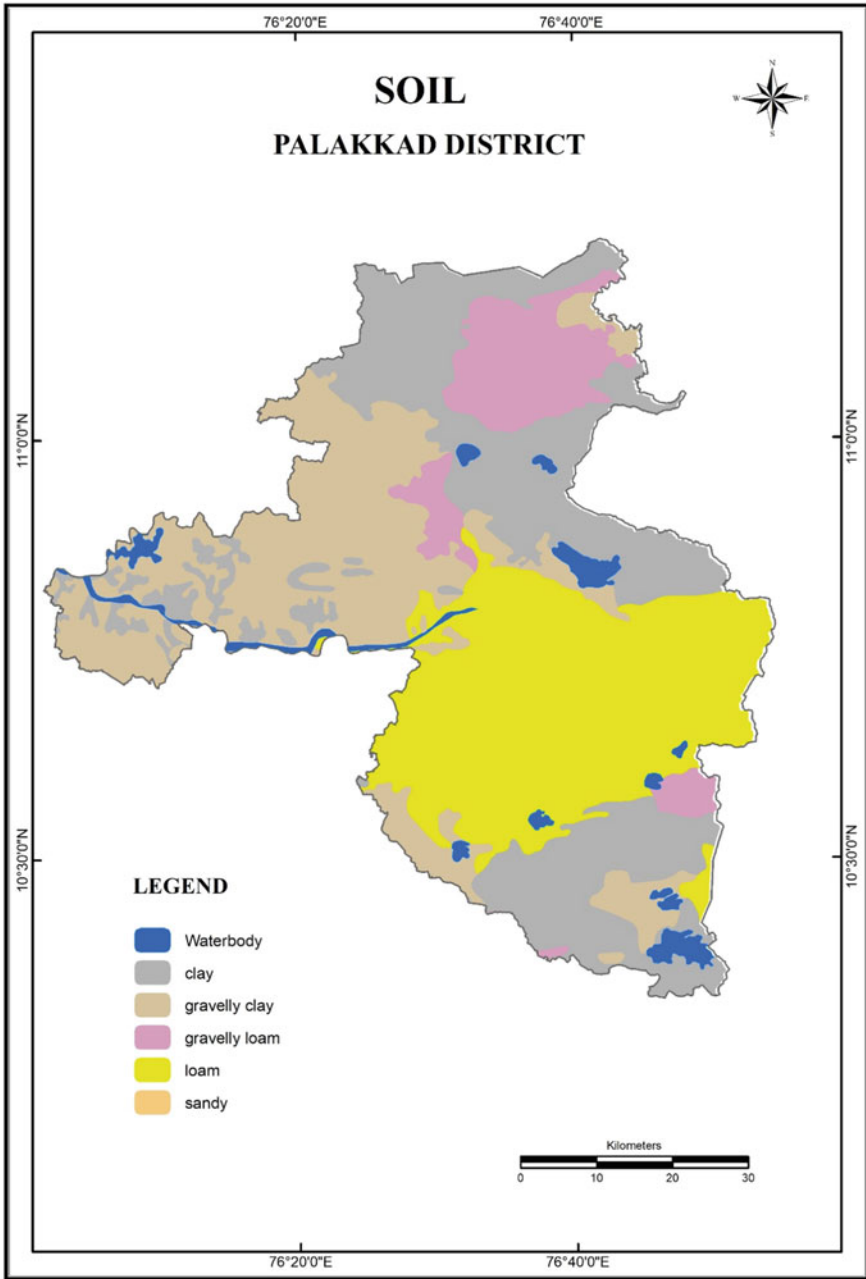 76°20'0"E 76°40'0"E
SOIL
PALAKKAD DISTRICT
N
W E
S
11°0'0"N 11°0'0"N
10°30'0"N 10°30'0"N
LEGEND
Waterbody
clay
gravelly clay
gravelly loam
loam
sandy
Kilometers
0 10 20 30
76°20'0"E 76°40'0"E